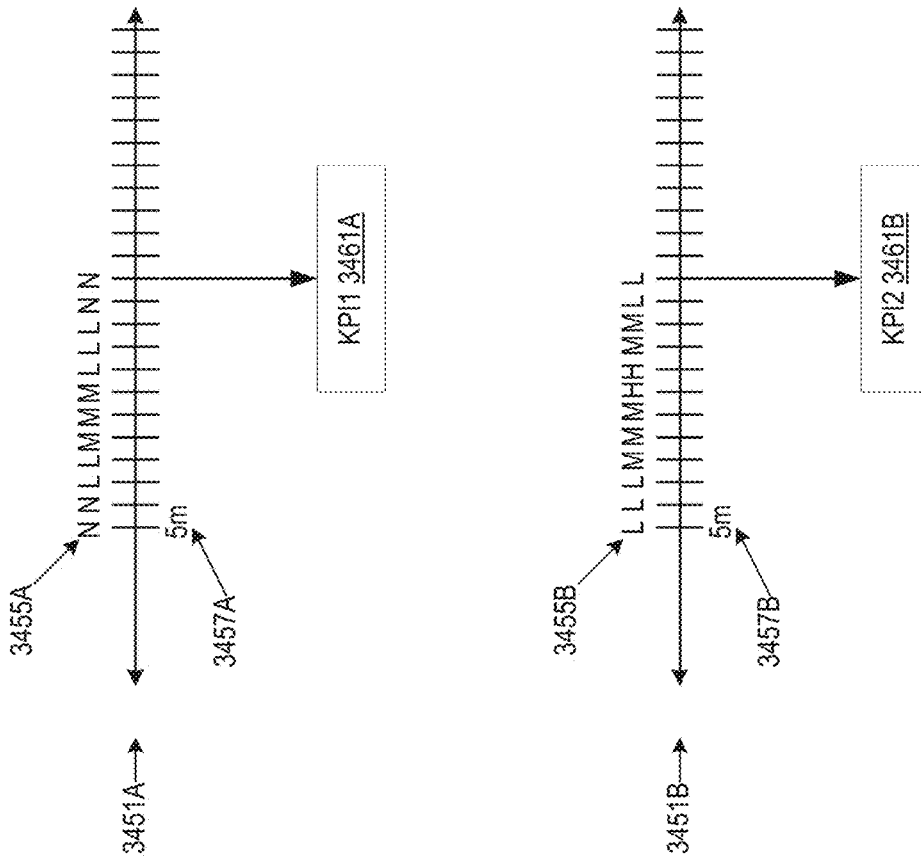 3455A
N N L L M M M L L L N N
3451A
5m
3457A
KPI1 3461A
3455B
L L L M M M H H M M L L
3451B
5m
3457B
KPI2 3461B